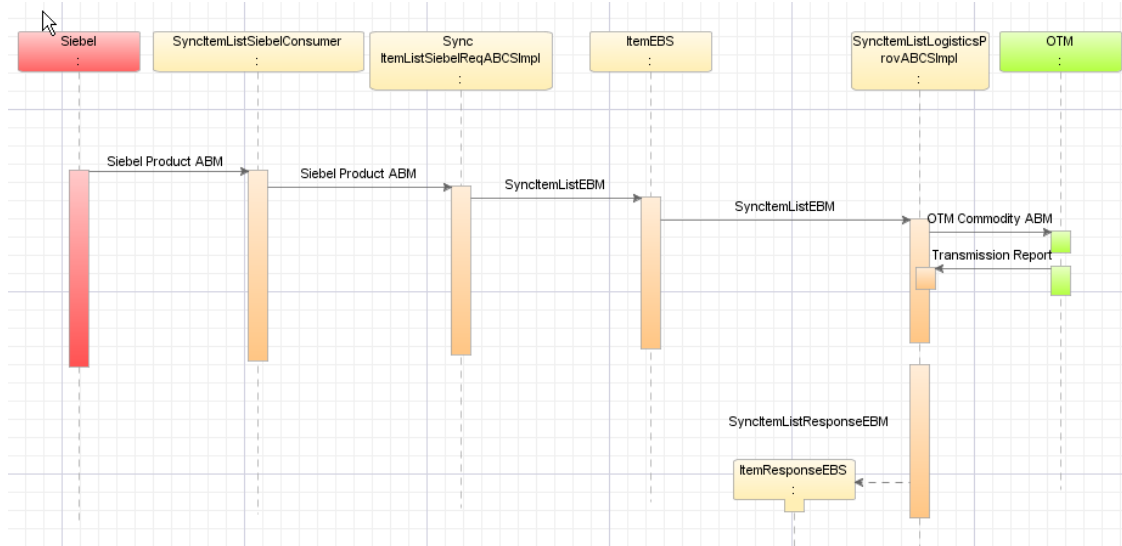 Siebel
:
SyncItemListSiebelConsumer
:
Sync
ItemListSiebelReqABCSImpl
:
ItemEBS
:
SyncItemListLogisticsP
rovABCSImpl
:
OTM
:
Siebel Product ABM
Siebel Product ABM
SyncItemListEBM
SyncItemListEBM
OTM Commodity ABM
Transmission Report
SyncItemListResponseEBM
ItemResponseEBS
: